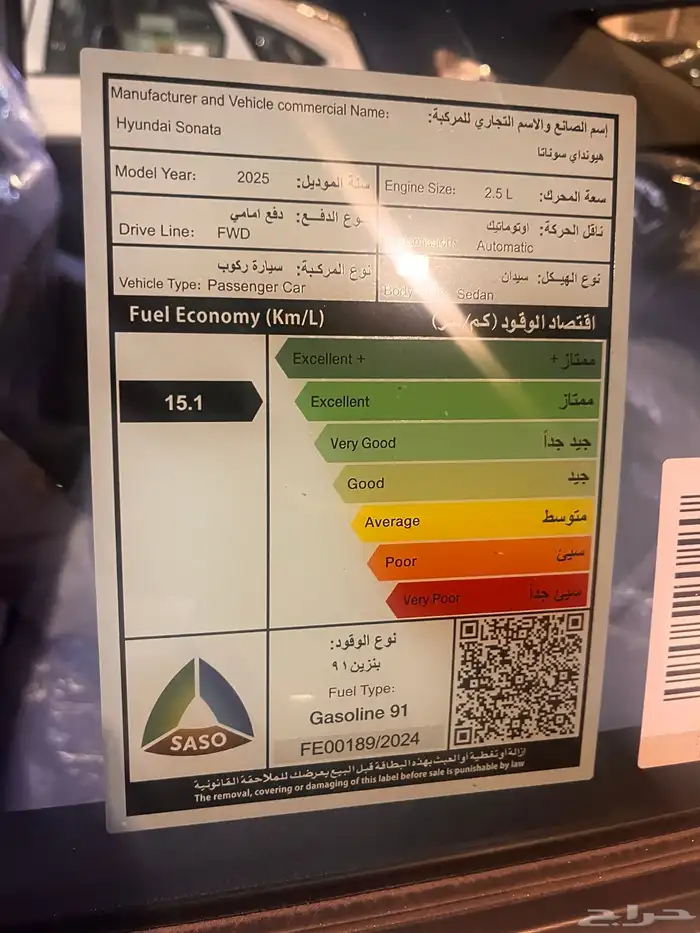 Manufacturer and Vehicle commercial Name: إسم الصانع والاسم التجاري للمركبة:
Hyundai Sonata هيونداي سوناتا
Model Year: 2025 سنة الموديل:
Engine Size: 2.5 L سعة المحرك:
نوع الدفع: دفع امامي
Drive Line: FWD
ناقل الحركة: اوتوماتيك
Automatic
نوع المركبة: سيارة ركوب
Vehicle Type: Passenger Car
نوع الهيكل: سيدان
Body Sedan
Fuel Economy (Km/L) اقتصاد الوقود (كم/لتر)
15.1
Excellent + ممتاز +
Excellent ممتاز
Very Good جيد جداً
Good جيد
Average متوسط
Poor سيئ
Very Poor سيئ جداً
SASO
نوع الوقود:
بنزين ٩١
Fuel Type:
Gasoline 91
FE00189/2024
ازالة أو تغطية أو العبث بهذه البطاقة قبل البيع يعرضك للملاحقة القانونية
The removal, covering or damaging of this label before sale is punishable by law
حراج